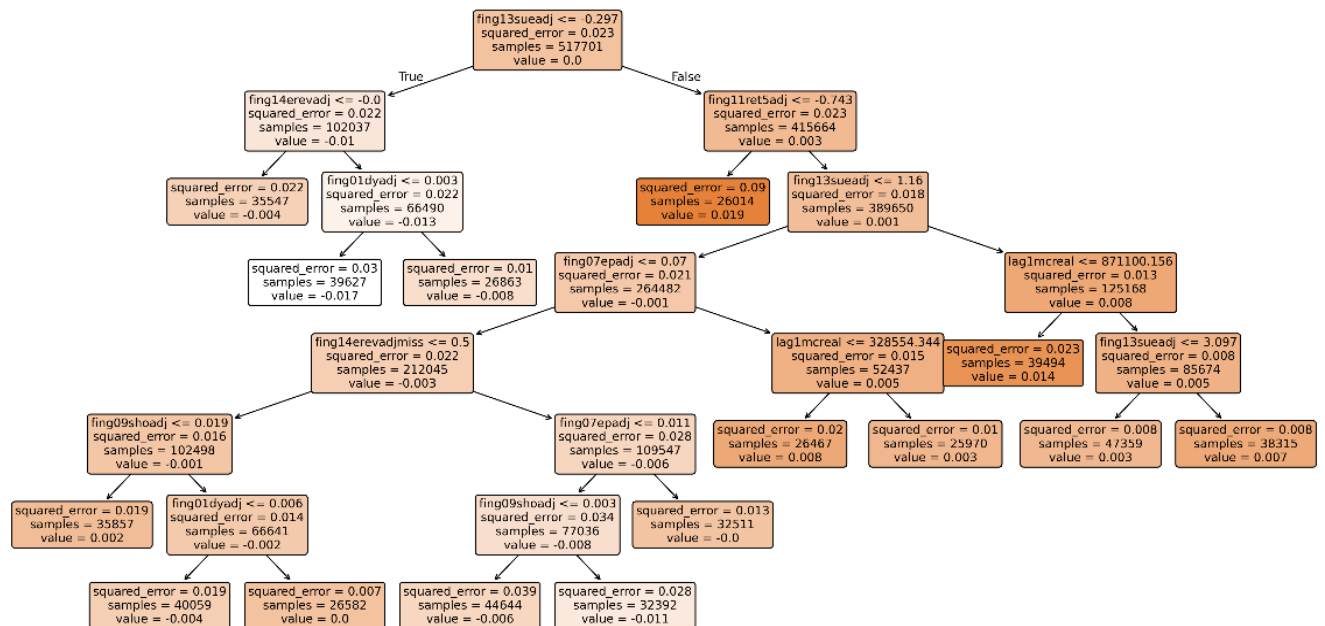 fing13sueadj <= -0.297
squared_error = 0.023
samples = 517701
value = 0.0
True
False
fing14erevadj <= -0.0
squared_error = 0.022
samples = 102037
value = -0.01
fing11ret5adj <= -0.743
squared_error = 0.023
samples = 415664
value = 0.003
squared_error = 0.022
samples = 35547
value = -0.004
fing01dyadj <= 0.003
squared_error = 0.022
samples = 66490
value = -0.013
squared_error = 0.09
samples = 26014
value = 0.019
fing13sueadj <= 1.16
squared_error = 0.018
samples = 389650
value = 0.001
squared_error = 0.03
samples = 39627
value = -0.017
squared_error = 0.01
samples = 26863
value = -0.008
fing07epadj <= 0.07
squared_error = 0.021
samples = 264482
value = -0.001
lag1mcreal <= 871100.156
squared_error = 0.013
samples = 125168
value = 0.008
fing14erevadjmiss <= 0.5
squared_error = 0.022
samples = 212045
value = -0.003
lag1mcreal <= 328554.344
squared_error = 0.015
samples = 52437
value = 0.005
squared_error = 0.023
samples = 39494
value = 0.014
fing13sueadj <= 3.097
squared_error = 0.008
samples = 85674
value = 0.005
fing09shoadj <= 0.019
squared_error = 0.016
samples = 102498
value = -0.001
fing07epadj <= 0.011
squared_error = 0.028
samples = 109547
value = -0.006
squared_error = 0.02
samples = 26467
value = 0.008
squared_error = 0.01
samples = 25970
value = 0.003
squared_error = 0.008
samples = 47359
value = 0.003
squared_error = 0.008
samples = 38315
value = 0.007
squared_error = 0.019
samples = 35857
value = 0.002
fing01dyadj <= 0.006
squared_error = 0.014
samples = 66641
value = -0.002
fing09shoadj <= 0.003
squared_error = 0.034
samples = 77036
value = -0.008
squared_error = 0.013
samples = 32511
value = -0.0
squared_error = 0.019
samples = 40059
value = -0.004
squared_error = 0.007
samples = 26582
value = 0.0
squared_error = 0.039
samples = 44644
value = -0.006
squared_error = 0.028
samples = 32392
value = -0.011